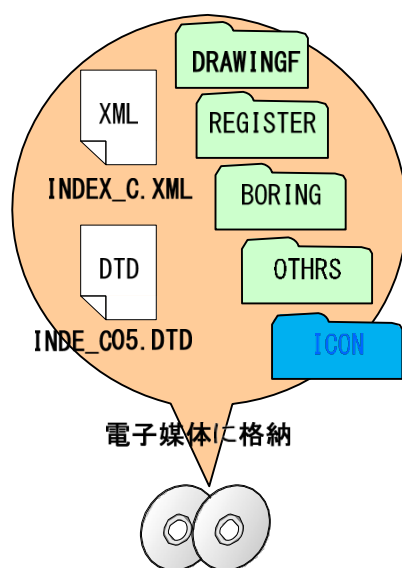 DRAWINGF
XML
REGISTER
INDEX_C.XML
BORING
DTD
OTHRS
INDE_C05.DTD
ICON
電子媒体に格納